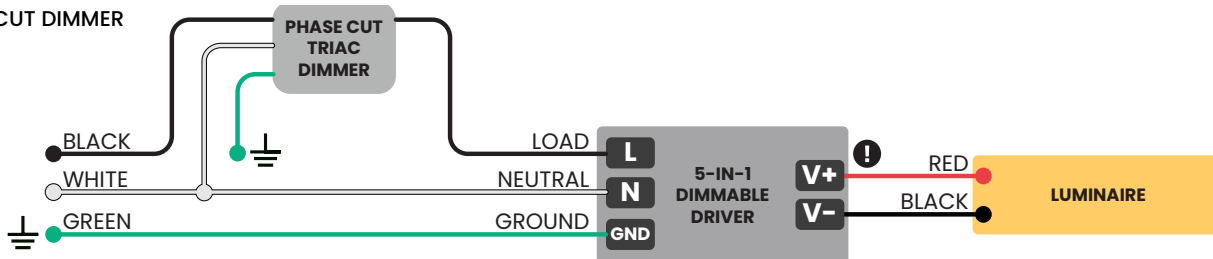 CUT DIMMER
PHASE CUT
TRIAC
DIMMER
BLACK
LOAD
L
WHITE
NEUTRAL
N
GREEN
GROUND
GND
5-IN-1
DIMMABLE
DRIVER
V+
!
RED
V-
BLACK
LUMINAIRE